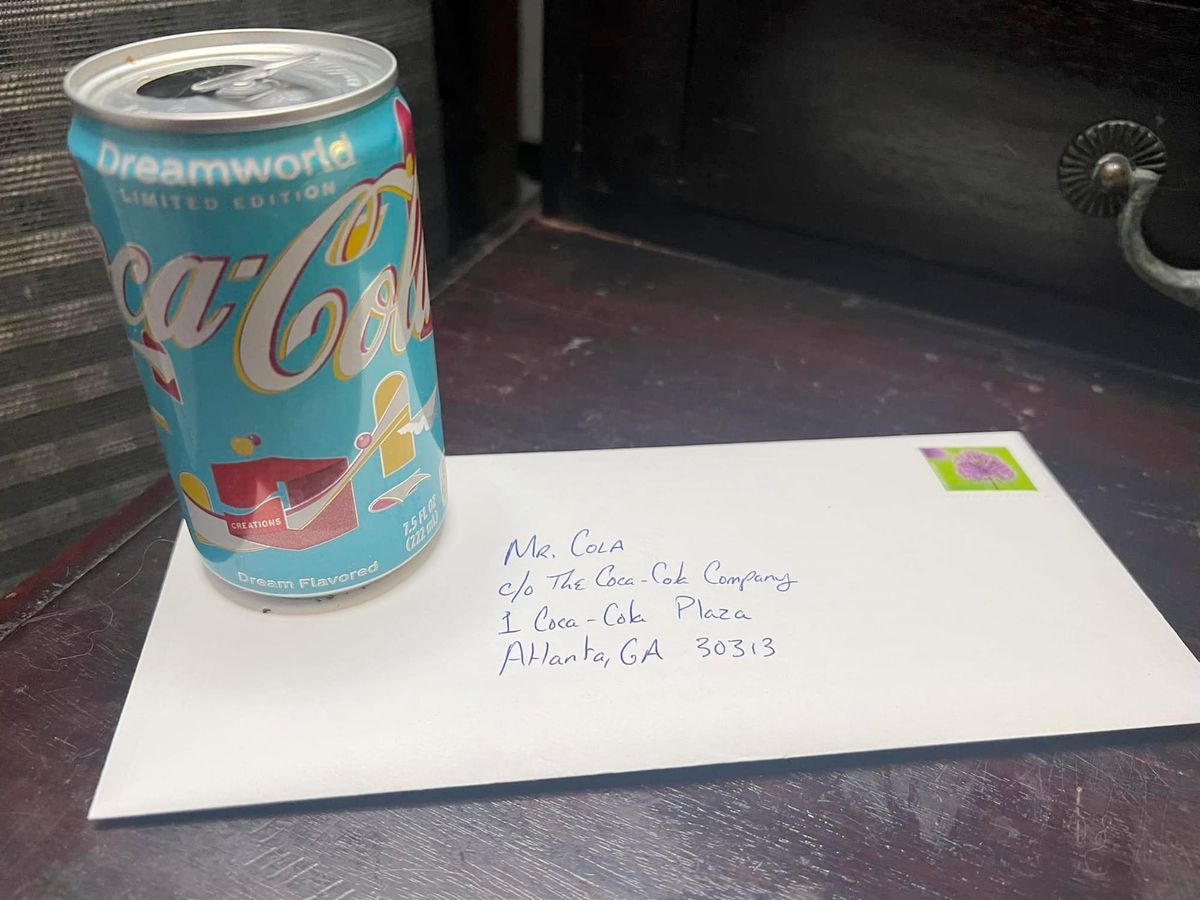 Dreamworld
LIMITED EDITION
Coca-Cola
CREATIONS
7.5 FL OZ
(222 mL)
Dream Flavored
Mr. Cola
c/o The Coca-Cola Company
1 Coca-Cola Plaza
Atlanta, GA 30313